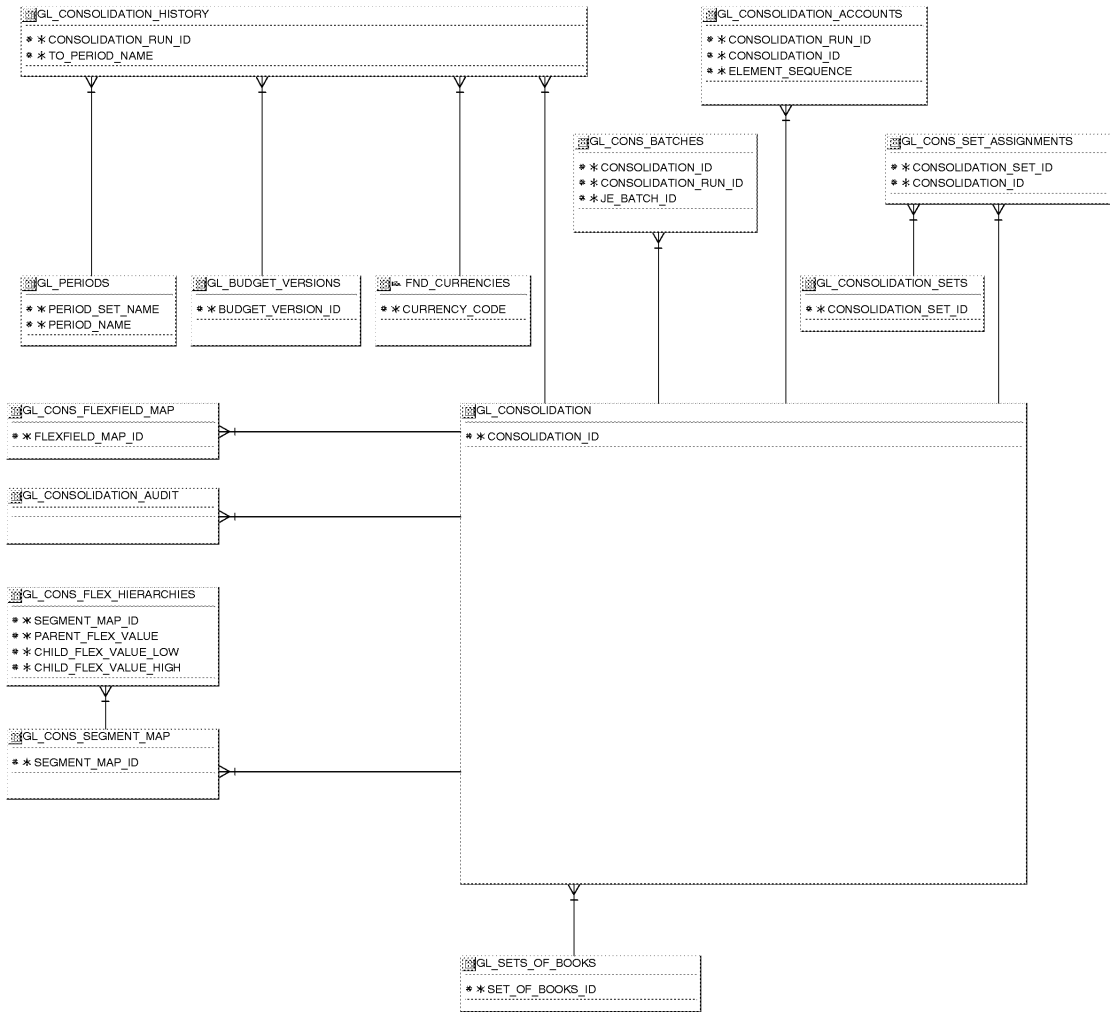 GL_CONSOLIDATION_HISTORY
* CONSOLIDATION_RUN_ID
* TO_PERIOD_NAME
GL_CONSOLIDATION_ACCOUNTS
* CONSOLIDATION_RUN_ID
* CONSOLIDATION_ID
* ELEMENT_SEQUENCE
GL_CONS_BATCHES
* CONSOLIDATION_ID
* CONSOLIDATION_RUN_ID
* JE_BATCH_ID
GL_CONS_SET_ASSIGNMENTS
* CONSOLIDATION_SET_ID
* CONSOLIDATION_ID
GL_PERIODS
* PERIOD_SET_NAME
* PERIOD_NAME
GL_BUDGET_VERSIONS
* BUDGET_VERSION_ID
FND_CURRENCIES
* CURRENCY_CODE
GL_CONSOLIDATION_SETS
* CONSOLIDATION_SET_ID
GL_CONS_FLEXFIELD_MAP
* FLEXFIELD_MAP_ID
GL_CONSOLIDATION
* CONSOLIDATION_ID
GL_CONSOLIDATION_AUDIT
GL_CONS_FLEX_HIERARCHIES
* SEGMENT_MAP_ID
* PARENT_FLEX_VALUE
* CHILD_FLEX_VALUE_LOW
* CHILD_FLEX_VALUE_HIGH
GL_CONS_SEGMENT_MAP
* SEGMENT_MAP_ID
GL_SETS_OF_BOOKS
* SET_OF_BOOKS_ID